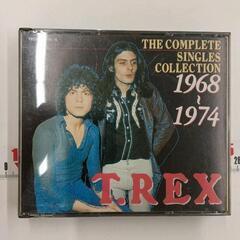 THE COMPLETE
SINGLES
COLLECTION
1968
~
1974
T.REX